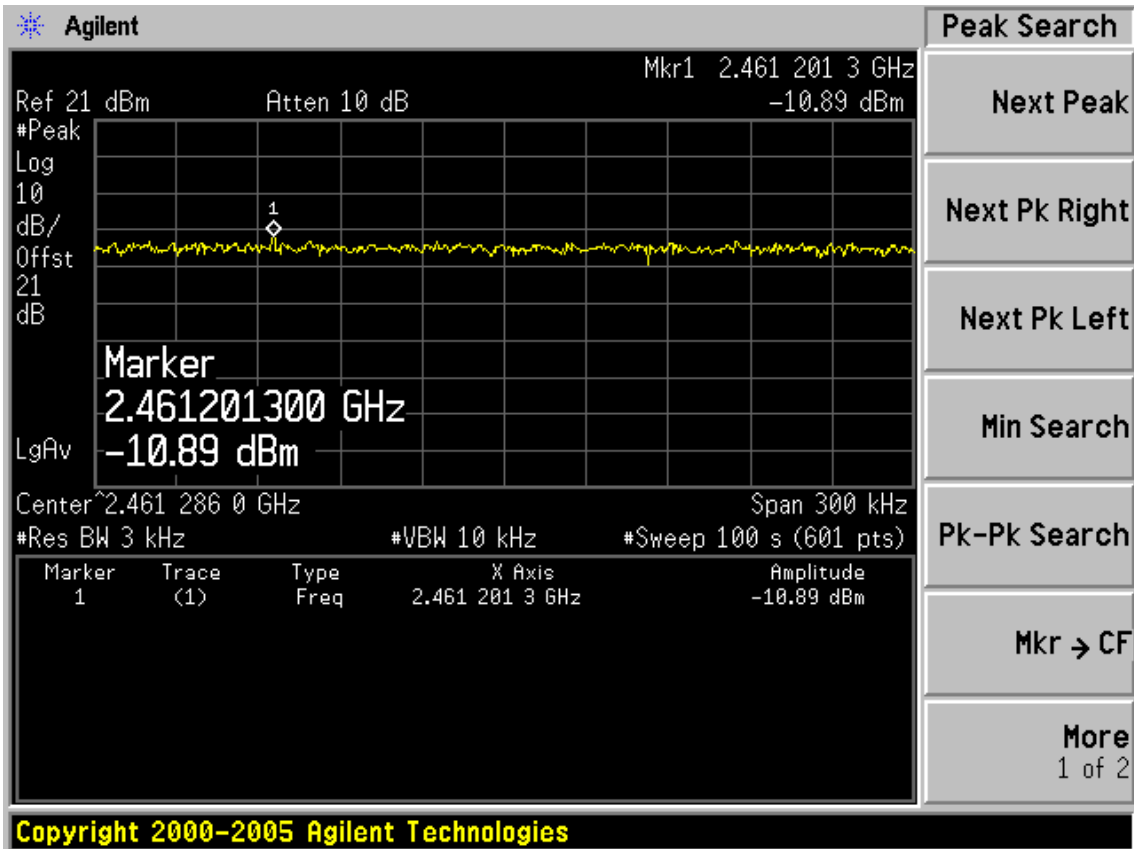 Agilent
Peak Search
Mkr1 2.461 201 3 GHz
Ref 21 dBm Atten 10 dB -10.89 dBm
#Peak
Log
10
dB/
Offst
21
dB
1
Marker
2.461201300 GHz
-10.89 dBm
LgAv
Center^2.461 286 0 GHz Span 300 kHz
#Res BW 3 kHz #VBW 10 kHz #Sweep 100 s (601 pts)
Marker Trace Type X Axis Amplitude
1 (1) Freq 2.461 201 3 GHz -10.89 dBm
Next Peak
Next Pk Right
Next Pk Left
Min Search
Pk-Pk Search
Mkr → CF
More
1 of 2
Copyright 2000-2005 Agilent Technologies